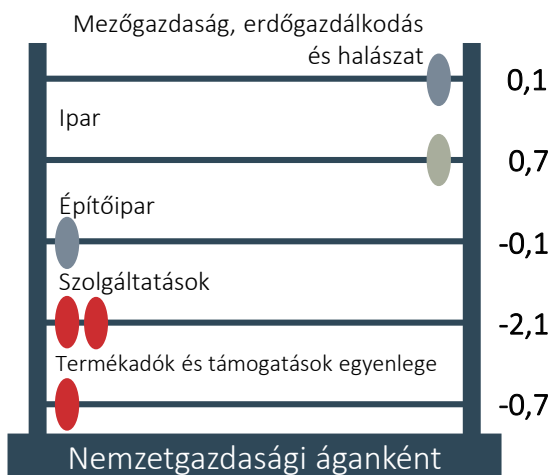 Mezőgazdaság, erdőgazdálkodás
és halászat
0,1
Ipar
0,7
Építőipar
-0,1
Szolgáltatások
-2,1
Termékadók és támogatások egyenlege
-0,7
Nemzetgazdasági áganként